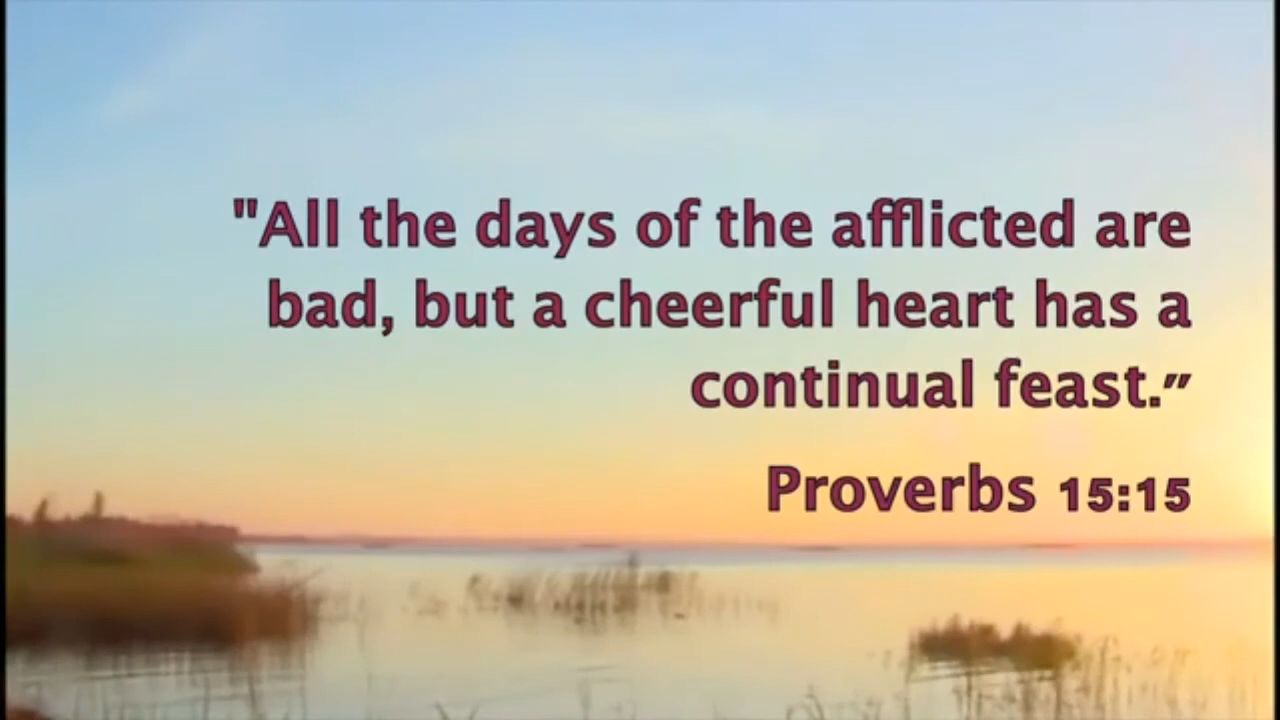 "All the days of the afflicted are
bad, but a cheerful heart has a
continual feast.”
Proverbs 15:15